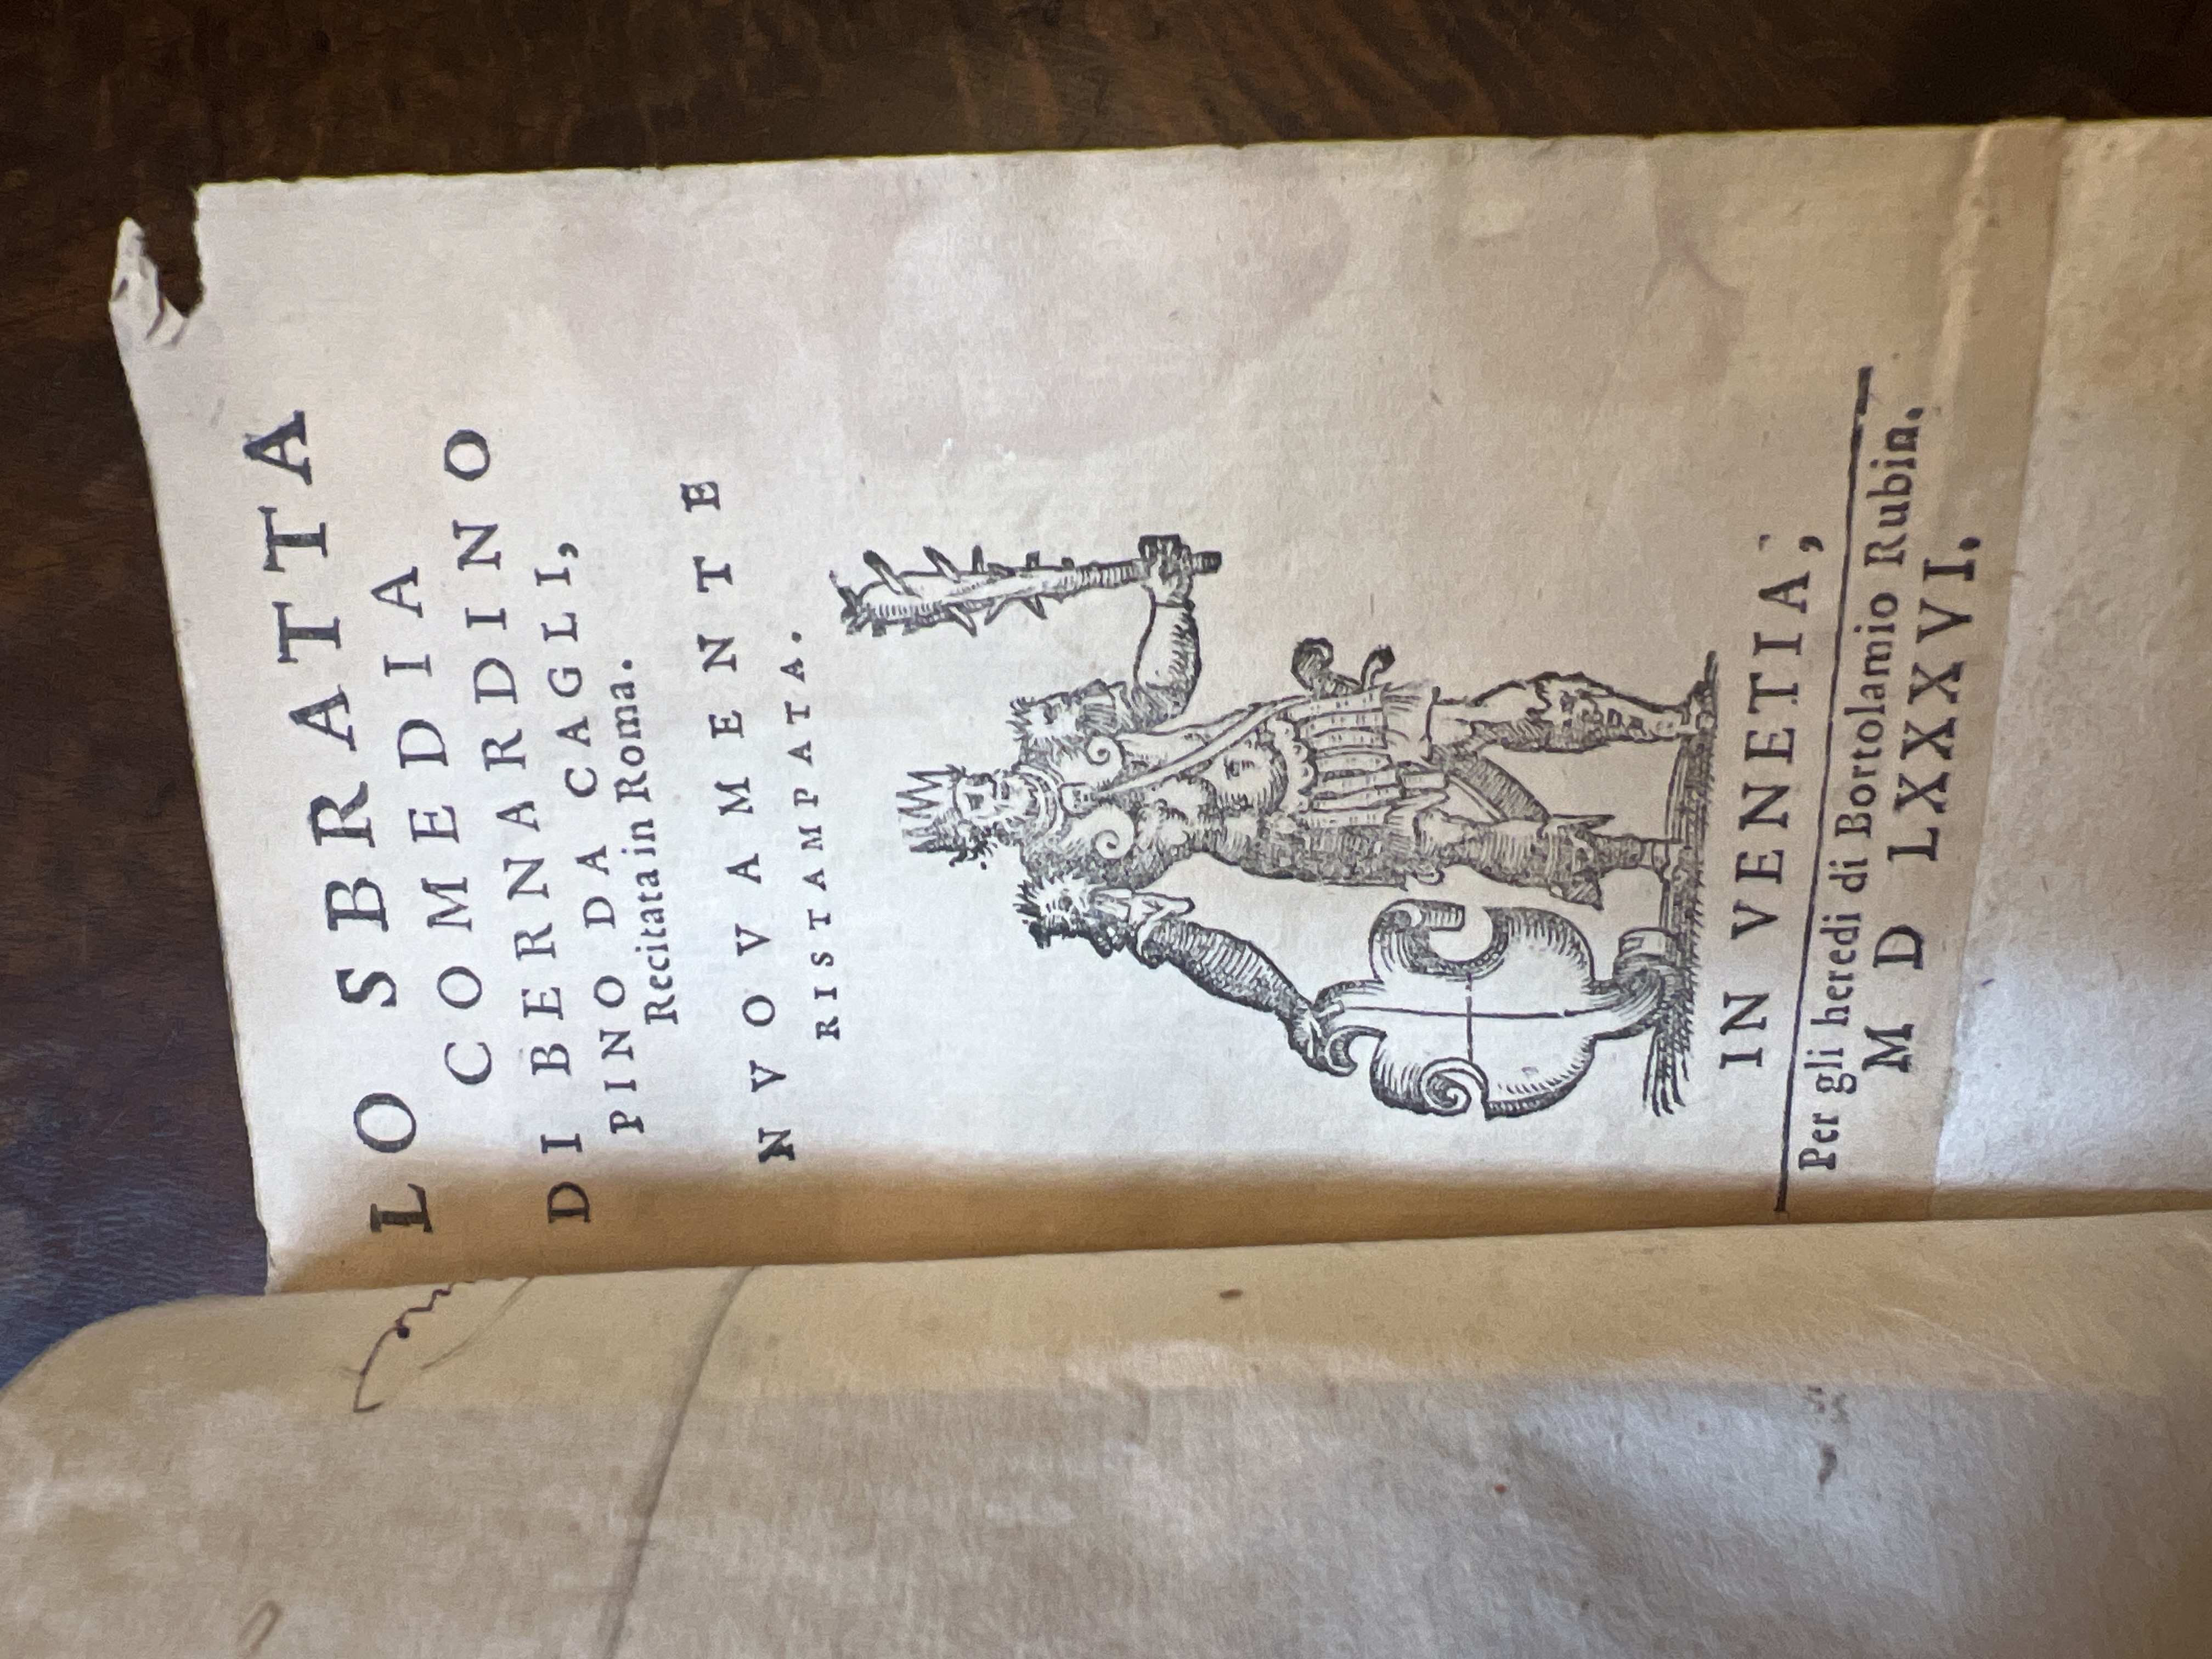 LO SBRATTA
COMEDIA
DI BERNARDINO
PINO DA CAGLI,
Recitata in Roma.
NVOVAMENTE
RISTAMPATA.
IN VENETIA,
Per gli heredi di Bortolamio Rubin.
M D LXXXVI.